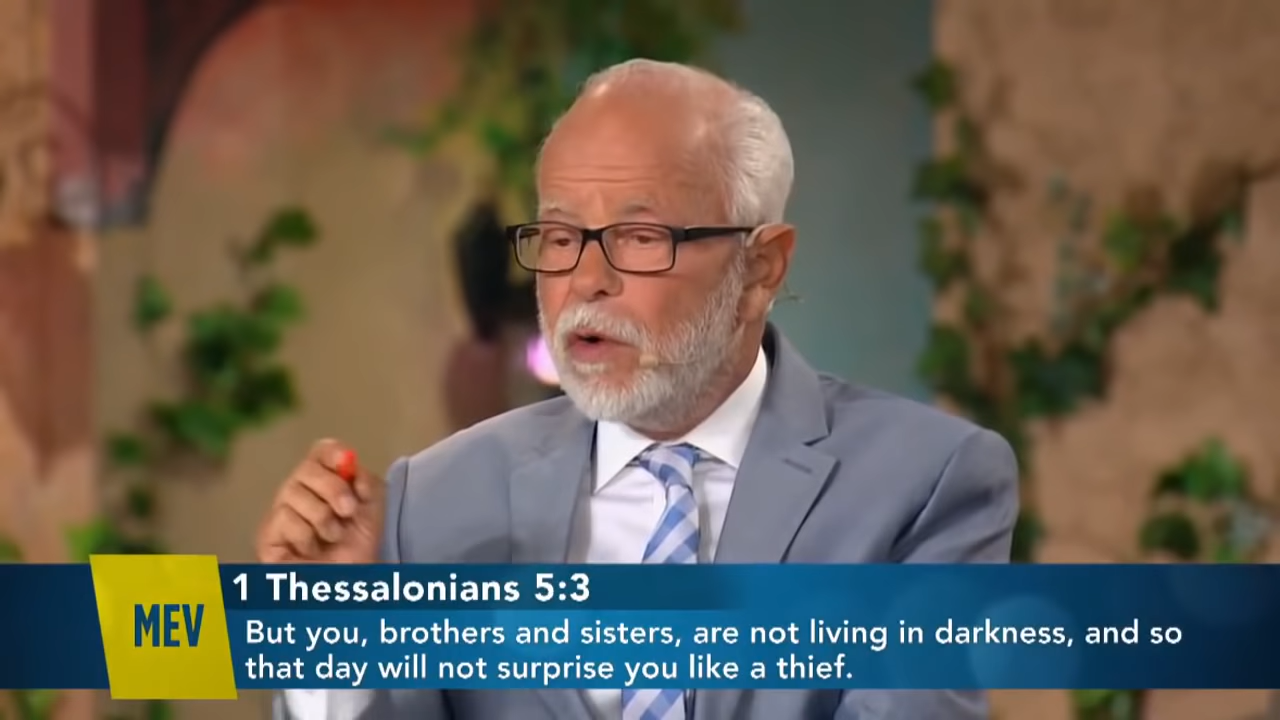 1 Thessalonians 5:3
MEV
But you, brothers and sisters, are not living in darkness, and so
that day will not surprise you like a thief.